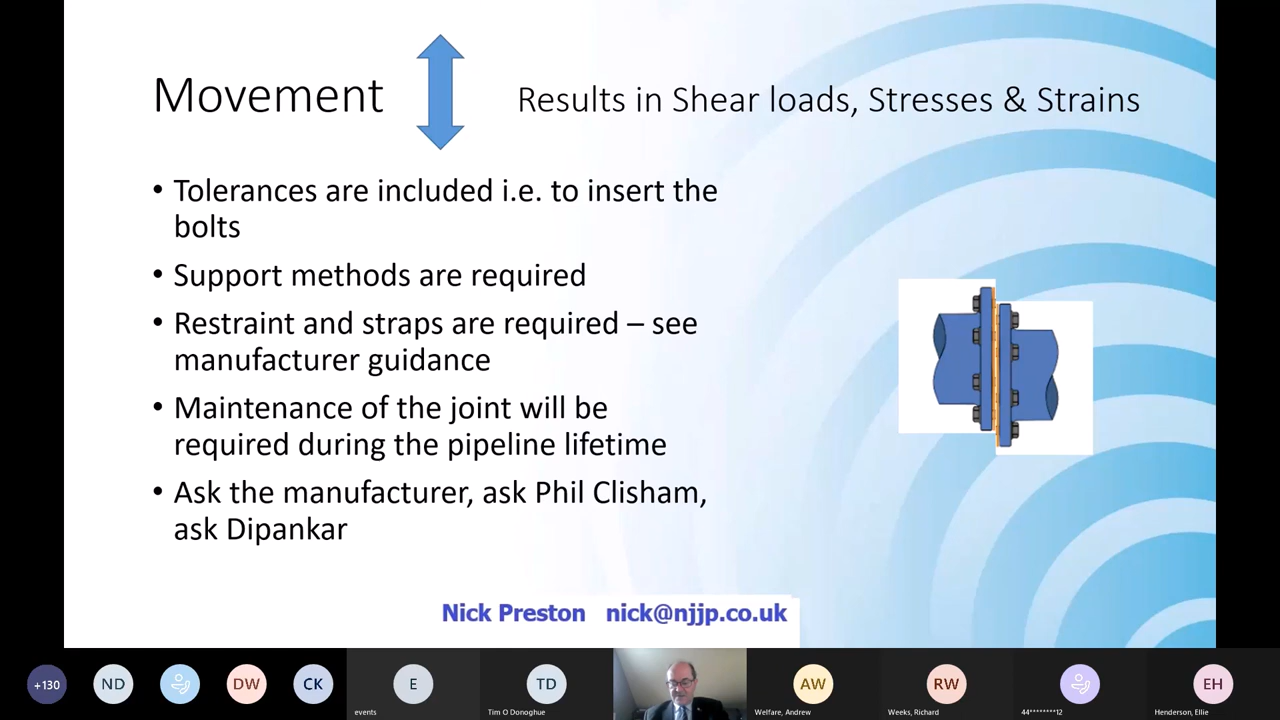 Movement
Results in Shear loads, Stresses & Strains
• Tolerances are included i.e. to insert the
bolts
• Support methods are required
• Restraint and straps are required – see
manufacturer guidance
• Maintenance of the joint will be
required during the pipeline lifetime
• Ask the manufacturer, ask Phil Clisham,
ask Dipankar
Nick Preston nick@njjp.co.uk
+130
ND
DW
CK
E
events
TD
Tim O Donoghue
AW
Welfare, Andrew
RW
Weeks, Richard
44********12
EH
Henderson, Ellie